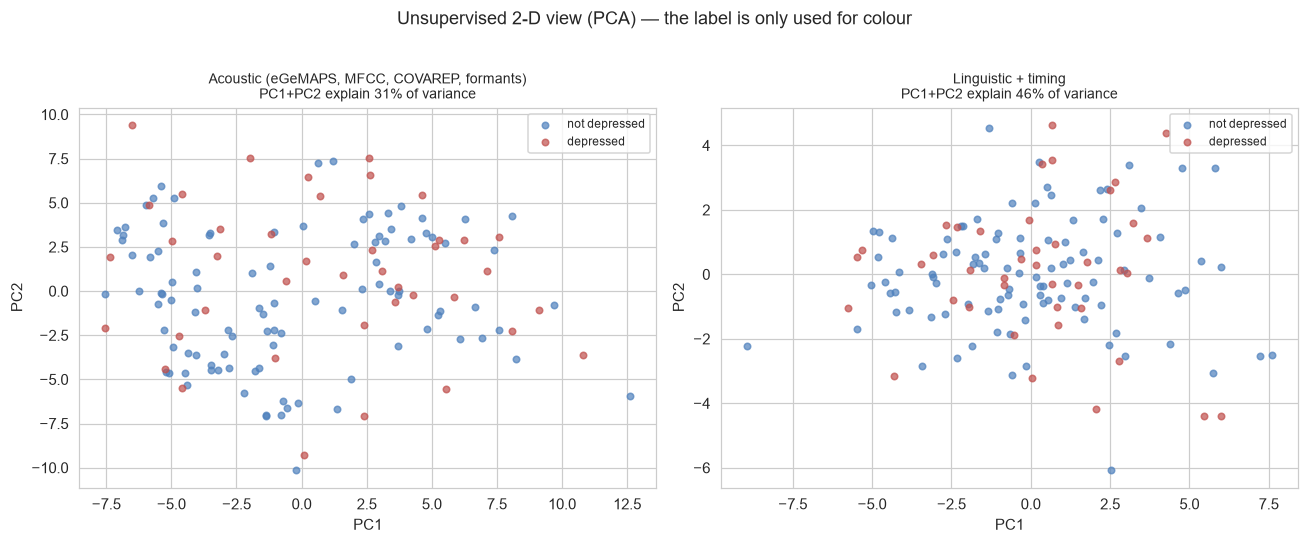 Unsupervised 2-D view (PCA) — the label is only used for colour
Acoustic (eGeMAPS, MFCC, COVAREP, formants)
PC1+PC2 explain 31% of variance
not depressed
depressed
10.0
7.5
5.0
2.5
0.0
−2.5
−5.0
−7.5
−10.0
PC2
−7.5 −5.0 −2.5 0.0 2.5 5.0 7.5 10.0 12.5
PC1
Linguistic + timing
PC1+PC2 explain 46% of variance
not depressed
depressed
4
2
0
−2
−4
−6
PC2
−7.5 −5.0 −2.5 0.0 2.5 5.0 7.5
PC1